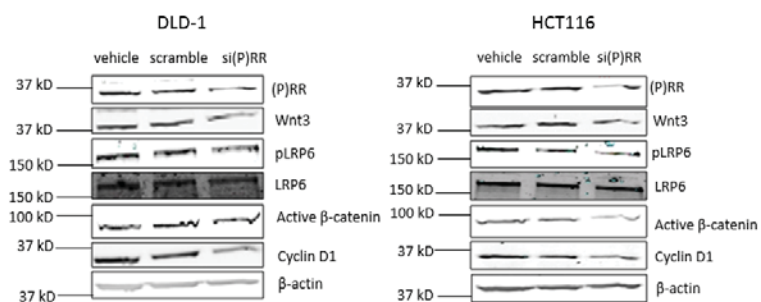 DLD-1
vehicle scramble si(P)RR
37 kD
(P)RR
Wnt3
37 kD
pLRP6
150 kD
LRP6
150 kD
100 kD
Active β-catenin
37 kD
Cyclin D1
β-actin
37 kD
HCT116
vehicle scramble si(P)RR
37 kD
(P)RR
Wnt3
37 kD
pLRP6
150 kD
LRP6
150 kD
100 kD
Active β-catenin
37 kD
Cyclin D1
β-actin
37 kD